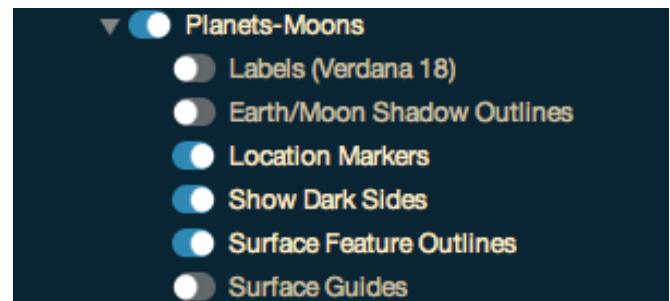 Planets-Moons
Labels (Verdana 18)
Earth/Moon Shadow Outlines
Location Markers
Show Dark Sides
Surface Feature Outlines
Surface Guides